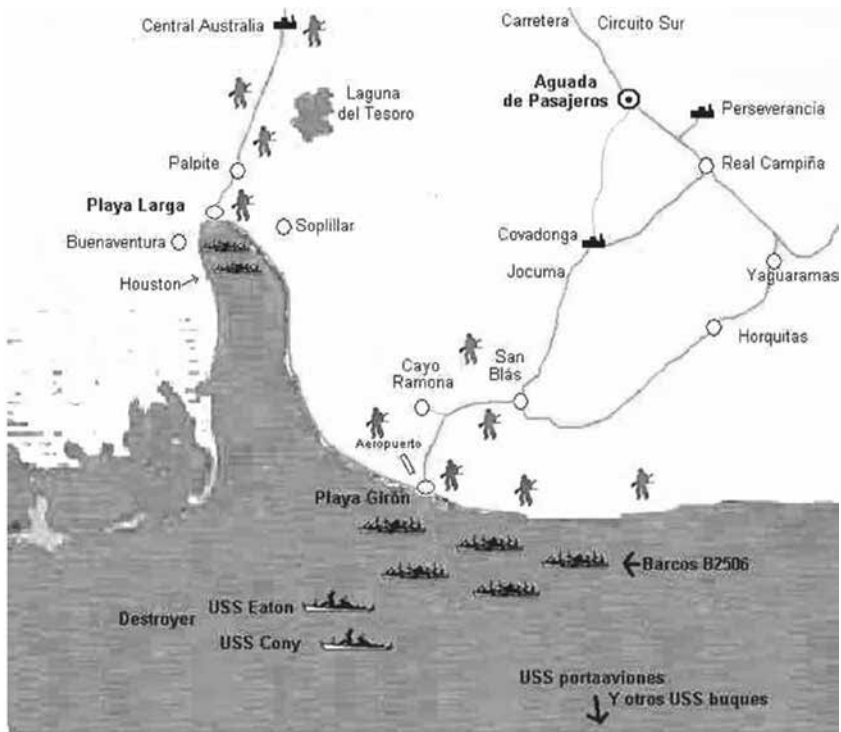 Central Australia
Carretera
Circuito Sur
Aguada
de Pasajeros
Laguna
del Tesoro
Perseverancia
Palpite
Real Campiña
Playa Larga
Soplillar
Buenaventura
Covadonga
Houston
Jocuma
Yaguaramas
Horquitas
Cayo
Ramona
San
Blás
Aeropuerto
Playa Girón
Barcos B2506
USS Eaton
Destroyer
USS Cony
USS portaaviones
Y otros USS buques